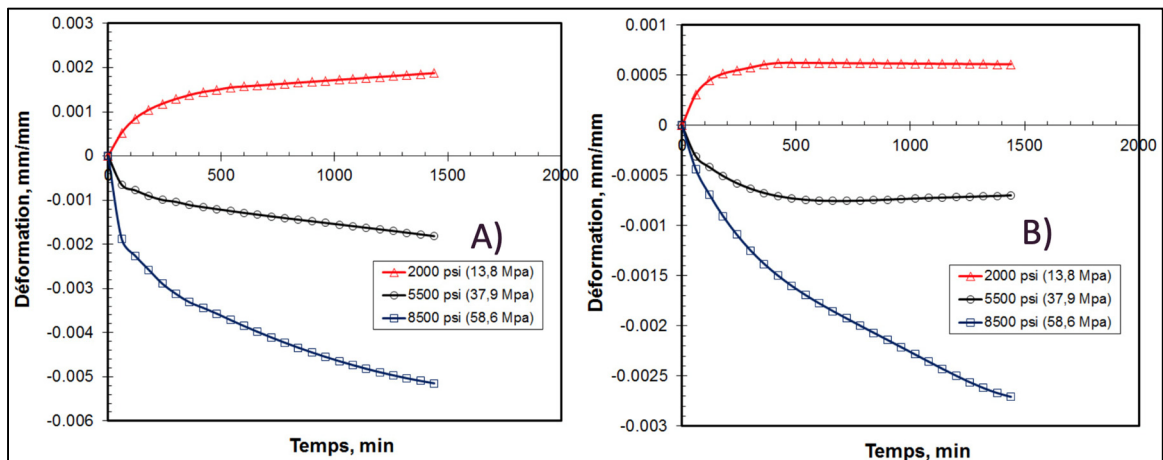 0.003
0.002
0.001
0
-0.001
-0.002
-0.003
-0.004
-0.005
-0.006
0
500
1000
1500
2000
Déformation, mm/mm
Temps, min
A)
2000 psi (13,8 Mpa)
5500 psi (37,9 Mpa)
8500 psi (58,6 Mpa)
0.001
0.0005
0
-0.0005
-0.001
-0.0015
-0.002
-0.0025
-0.003
0
500
1000
1500
2000
Déformation, mm/mm
Temps, min
B)
2000 psi (13,8 Mpa)
5500 psi (37,9 Mpa)
8500 psi (58,6 Mpa)